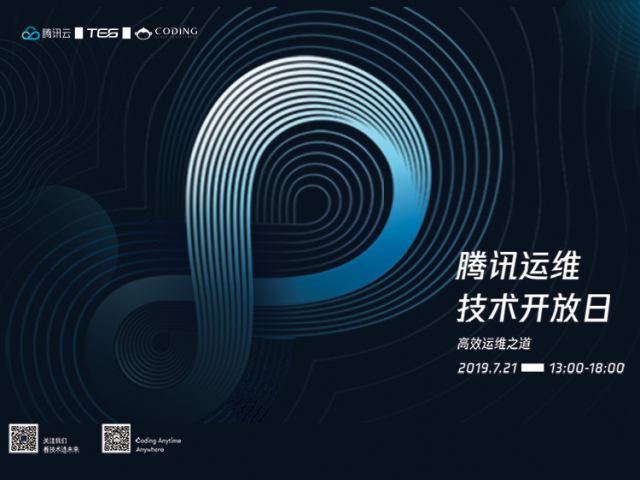 腾讯云 TEG CODING
腾讯运维
技术开放日
高效运维之道
2019.7.21 13:00-18:00
关注我们
看技术造未来
Coding Anytime
Anywhere